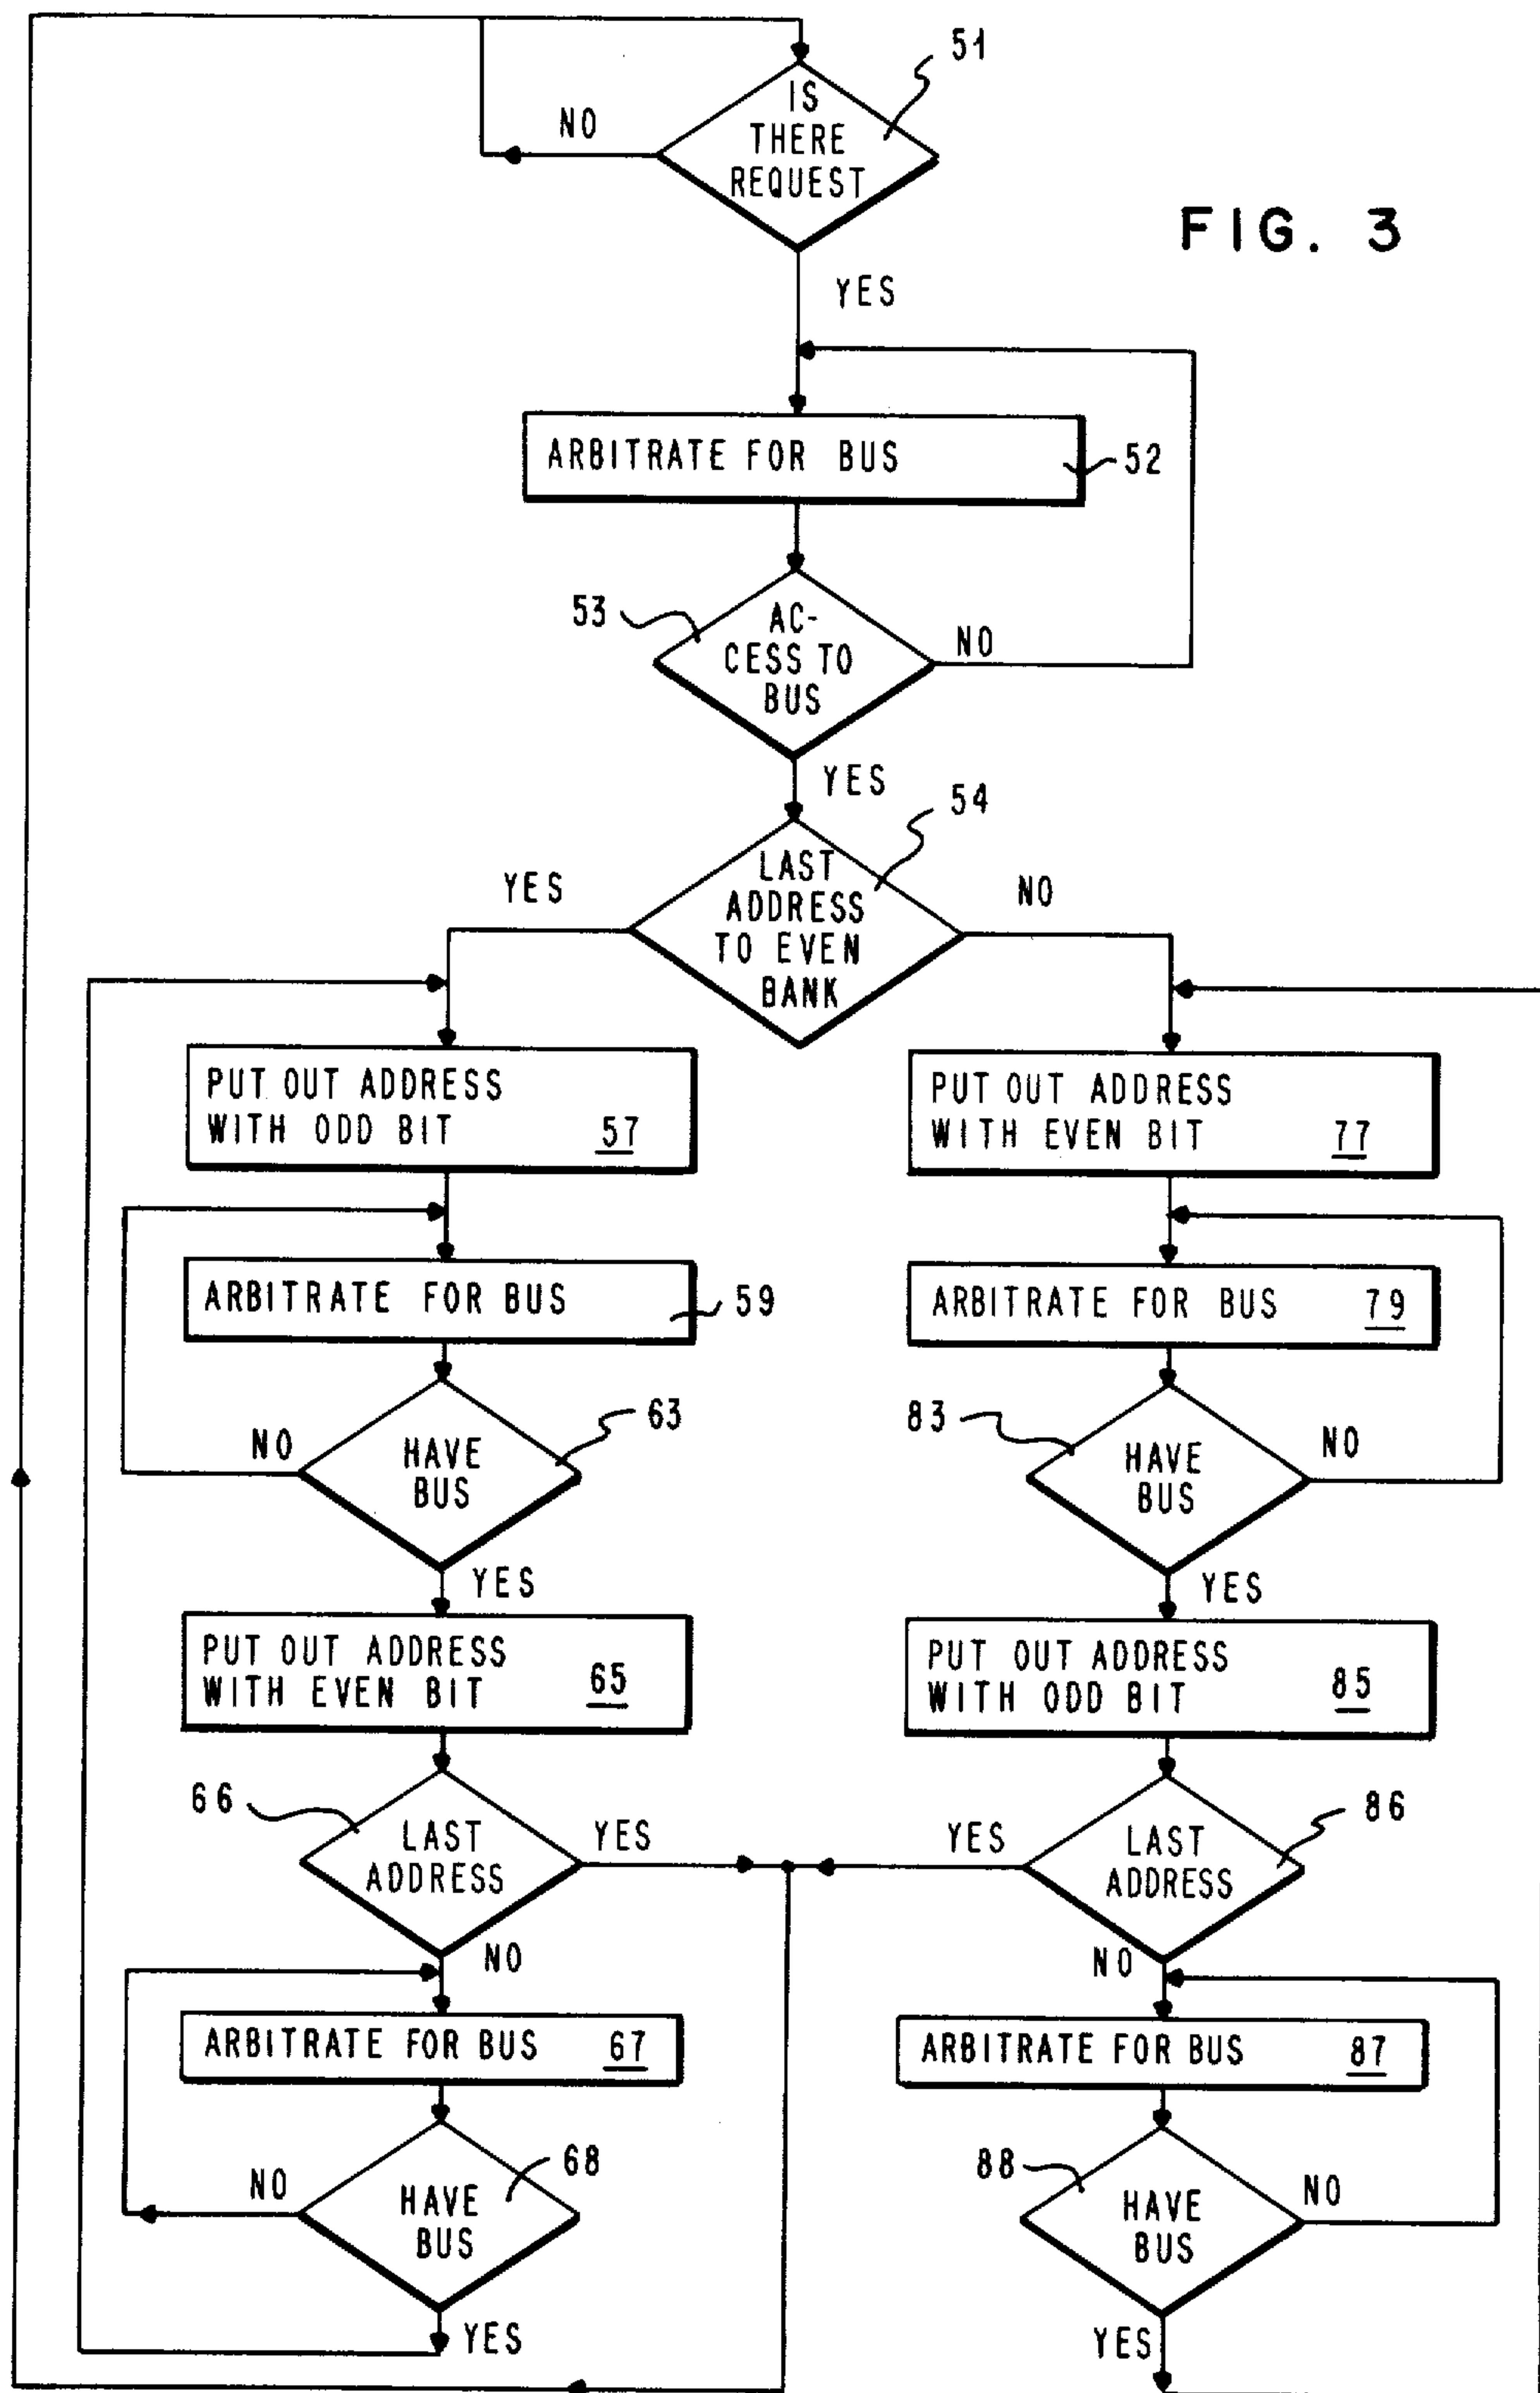 51
IS
THERE
REQUEST
NO
FIG. 3
YES
ARBITRATE FOR BUS
52
53
AC-
CESS TO
BUS
NO
YES
54
LAST
ADDRESS
TO EVEN
BANK
YES
NO
PUT OUT ADDRESS
WITH ODD BIT 57
PUT OUT ADDRESS
WITH EVEN BIT 77
ARBITRATE FOR BUS
59
ARBITRATE FOR BUS 79
63
NO
HAVE
BUS
83
HAVE
BUS
NO
YES
YES
PUT OUT ADDRESS
WITH EVEN BIT 65
PUT OUT ADDRESS
WITH ODD BIT 85
66
LAST
ADDRESS
YES
86
YES
LAST
ADDRESS
NO
NO
ARBITRATE FOR BUS 67
ARBITRATE FOR BUS 87
68
NO
HAVE
BUS
88
HAVE
BUS
NO
YES
YES